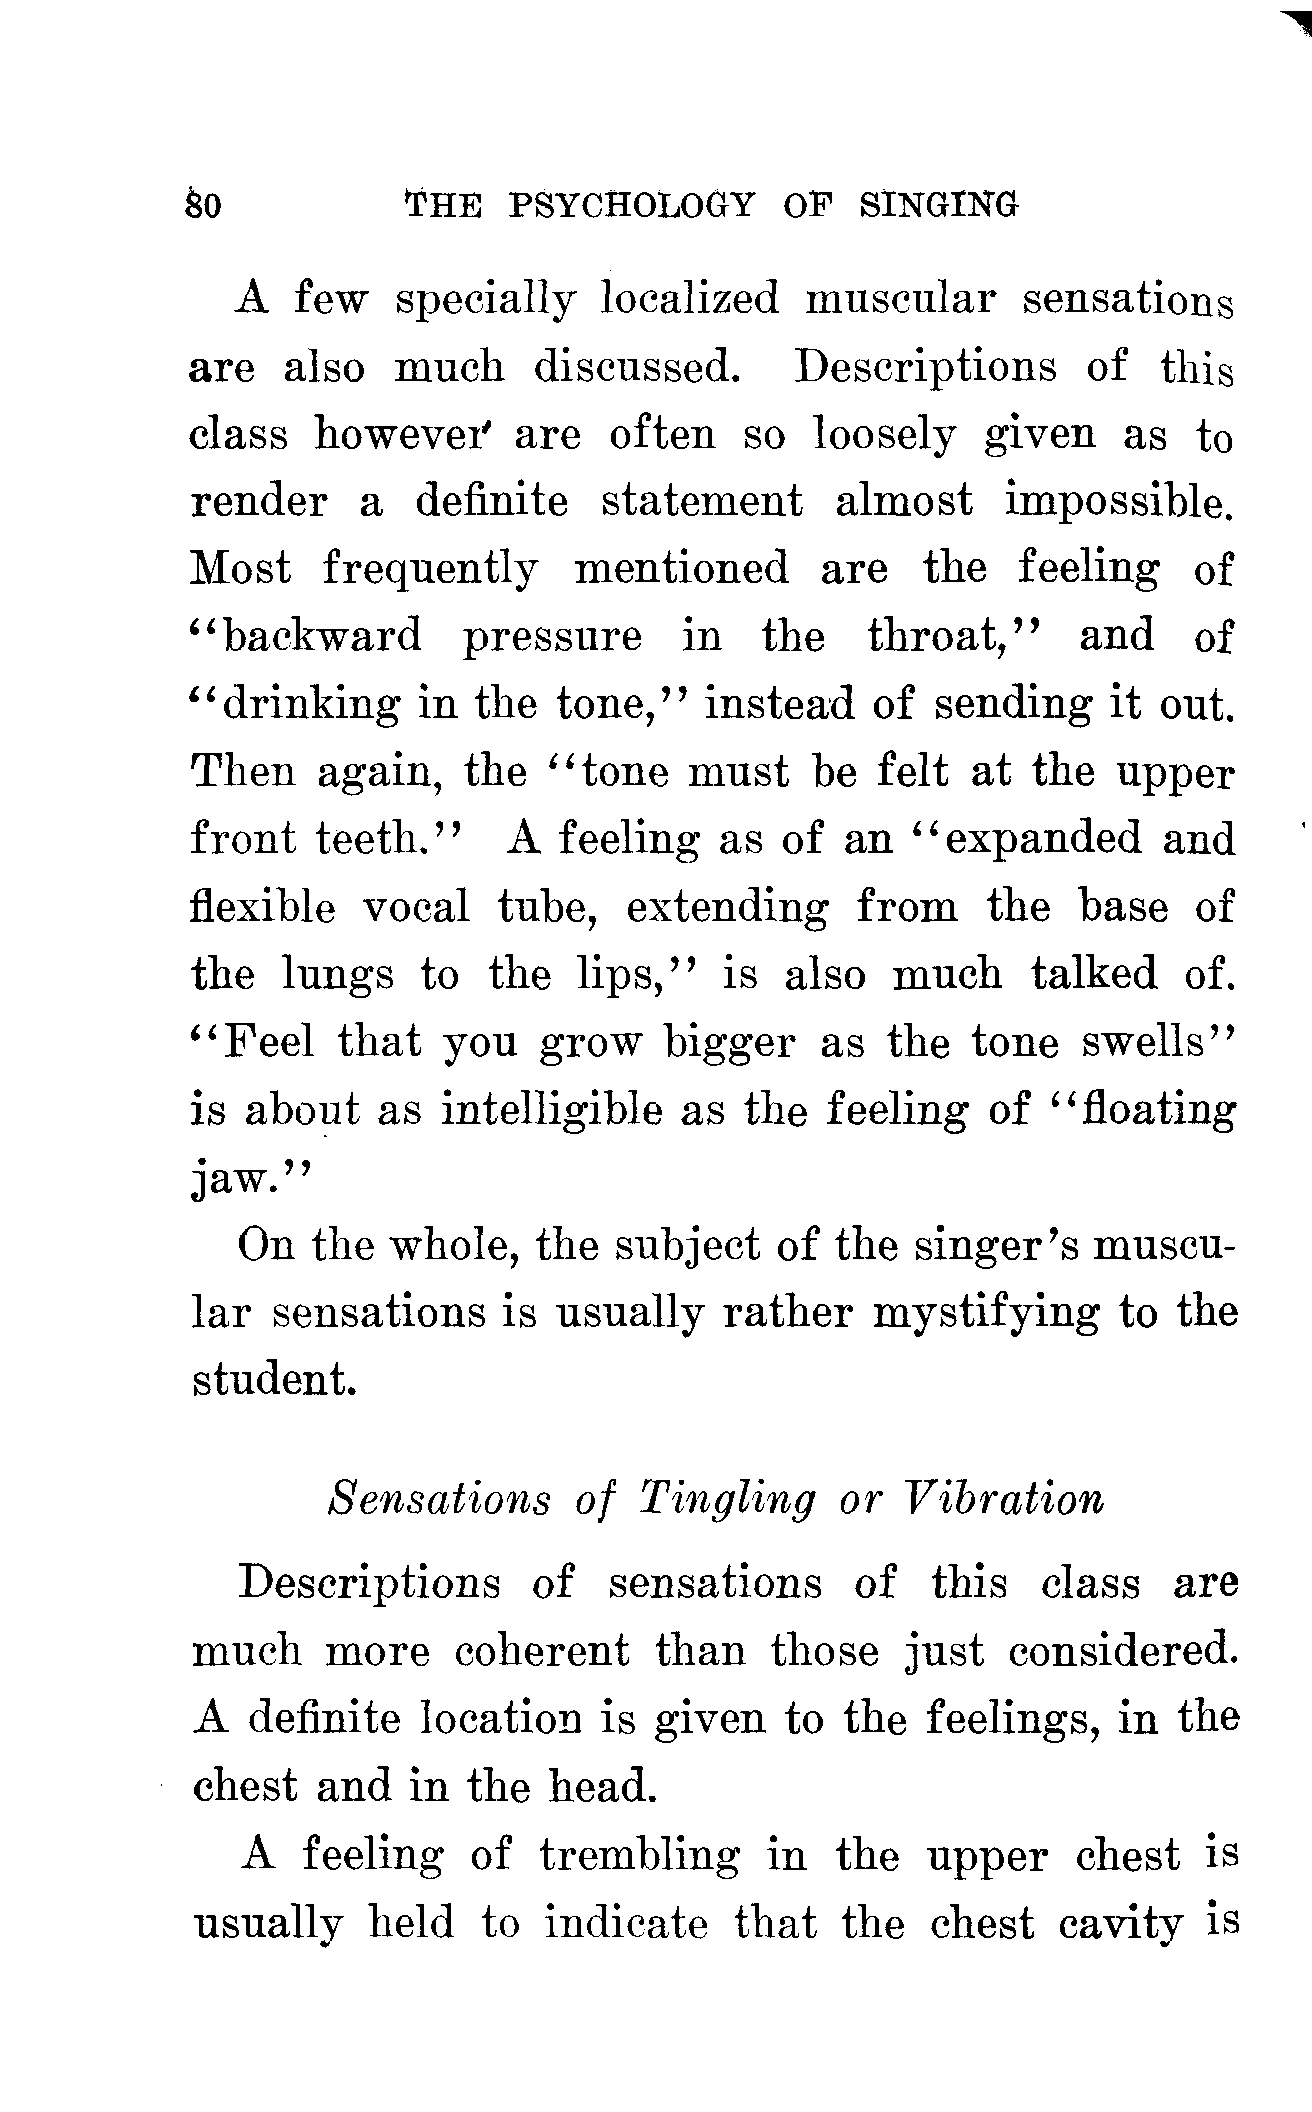 80 THE PSYCHOLOGY OF SINGING
A few specially localized muscular sensations
are also much discussed. Descriptions of this
class however are often so loosely given as to
render a definite statement almost impossible.
Most frequently mentioned are the feeling of
"backward pressure in the throat," and of
"drinking in the tone," instead of sending it out.
Then again, the "tone must be felt at the upper
front teeth." A feeling as of an "expanded and
flexible vocal tube, extending from the base of
the lungs to the lips," is also much talked of.
"Feel that you grow bigger as the tone swells"
is about as intelligible as the feeling of "floating
jaw."
On the whole, the subject of the singer's muscu-
lar sensations is usually rather mystifying to the
student.
Sensations of Tingling or Vibration
Descriptions of sensations of this class are
much more coherent than those just considered.
A definite location is given to the feelings, in the
chest and in the head.
A feeling of trembling in the upper chest is
usually held to indicate that the chest cavity is